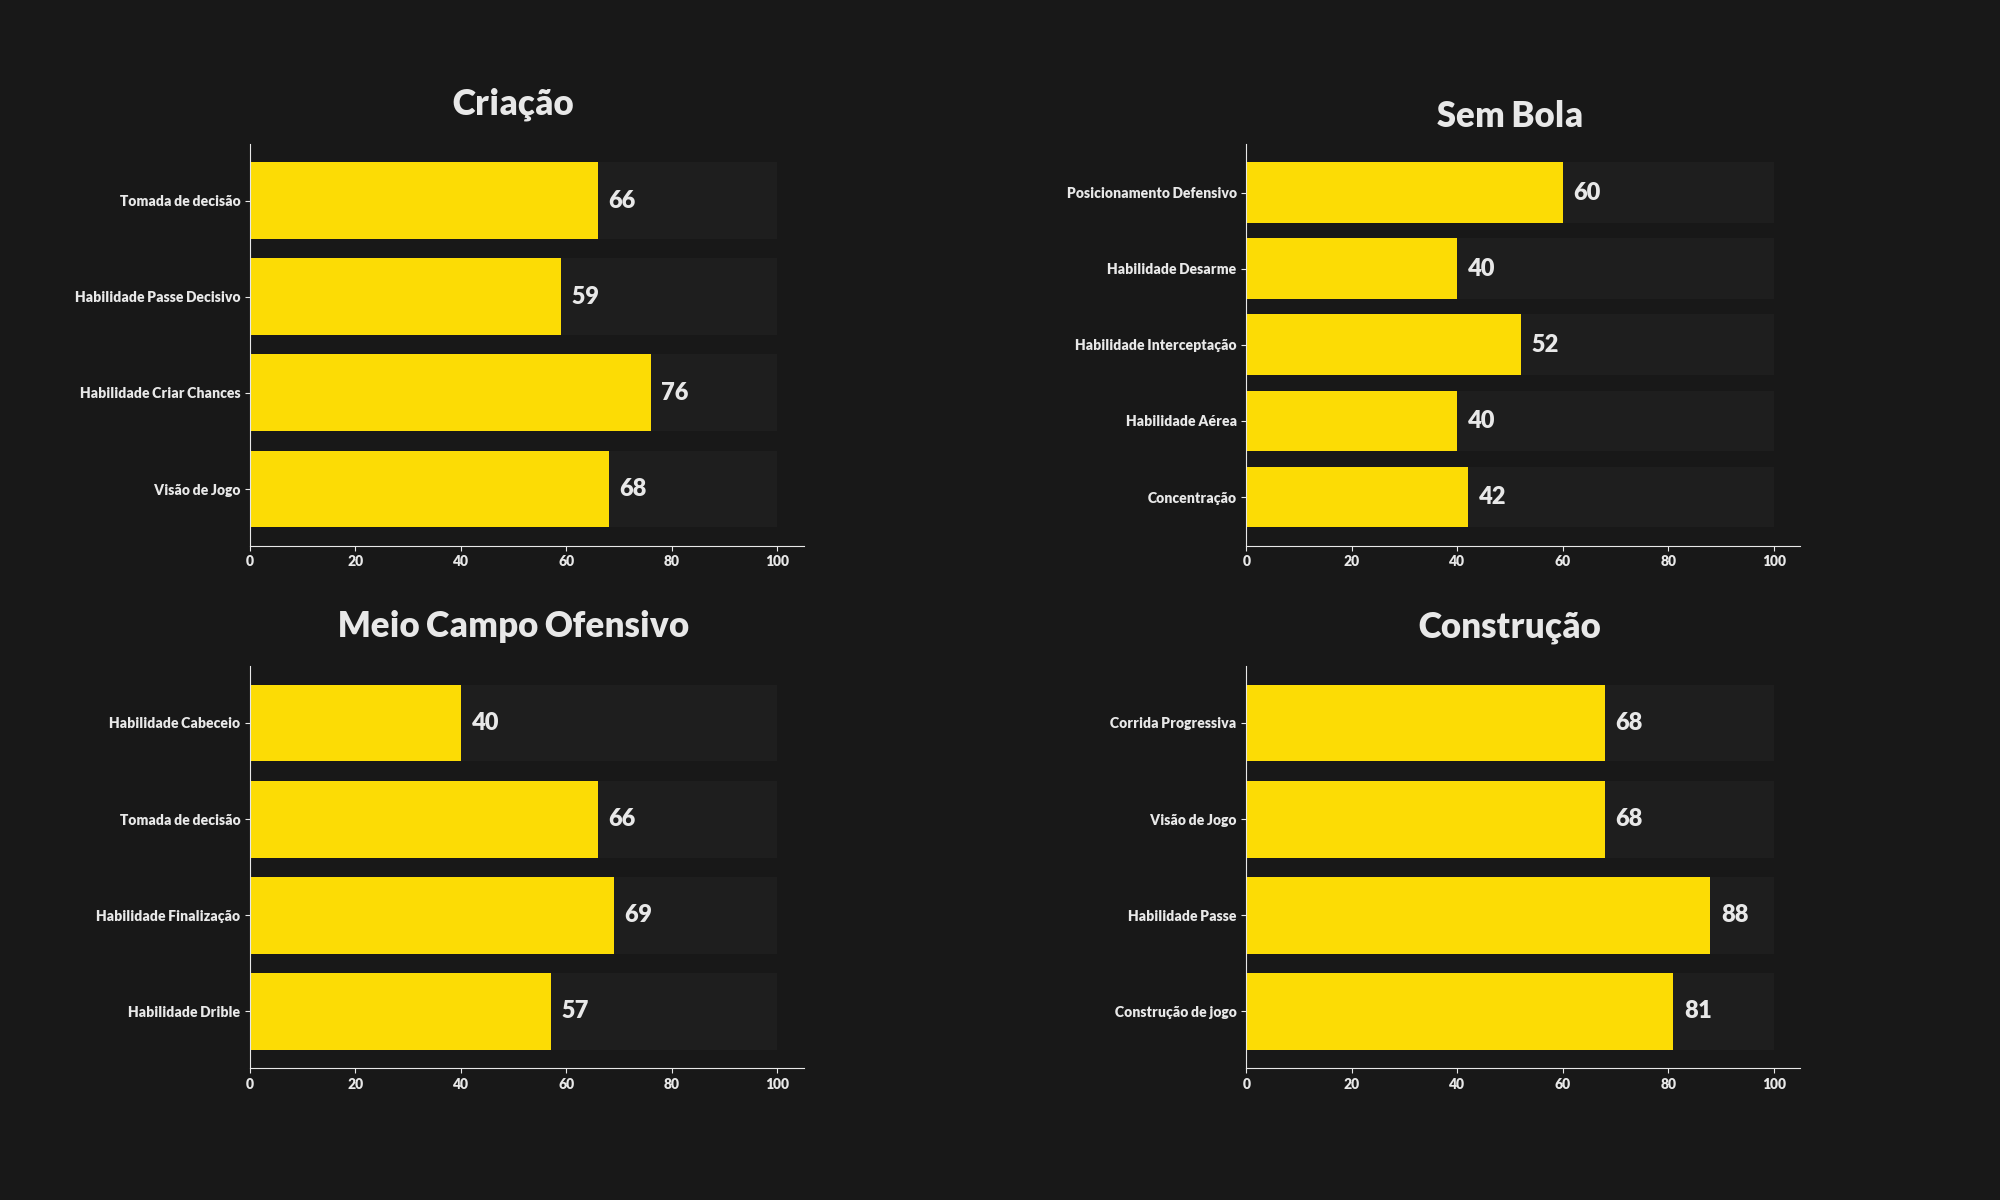 Criação
Tomada de decisão
66
Habilidade Passe Decisivo
59
Habilidade Criar Chances
76
Visão de Jogo
68
0 20 40 60 80 100
Sem Bola
Posicionamento Defensivo
60
Habilidade Desarme
40
Habilidade Interceptação
52
Habilidade Aérea
40
Concentração
42
0 20 40 60 80 100
Meio Campo Ofensivo
Habilidade Cabeceio
40
Tomada de decisão
66
Habilidade Finalização
69
Habilidade Drible
57
0 20 40 60 80 100
Construção
Corrida Progressiva
68
Visão de Jogo
68
Habilidade Passe
88
Construção de jogo
81
0 20 40 60 80 100